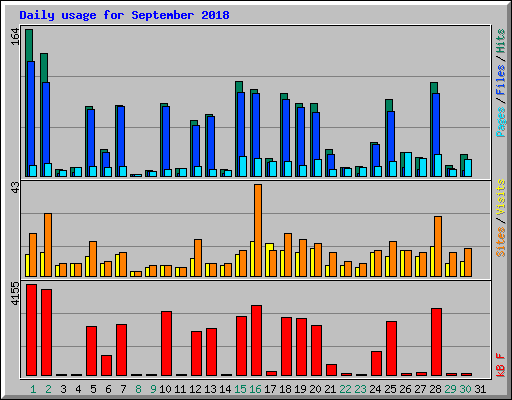 Daily usage for September 2018
164
Pages / Files / Hits
43
Sites / Visits
4155
kB F
1 2 3 4 5 6 7 8 9 10 11 12 13 14 15 16 17 18 19 20 21 22 23 24 25 26 27 28 29 30 31